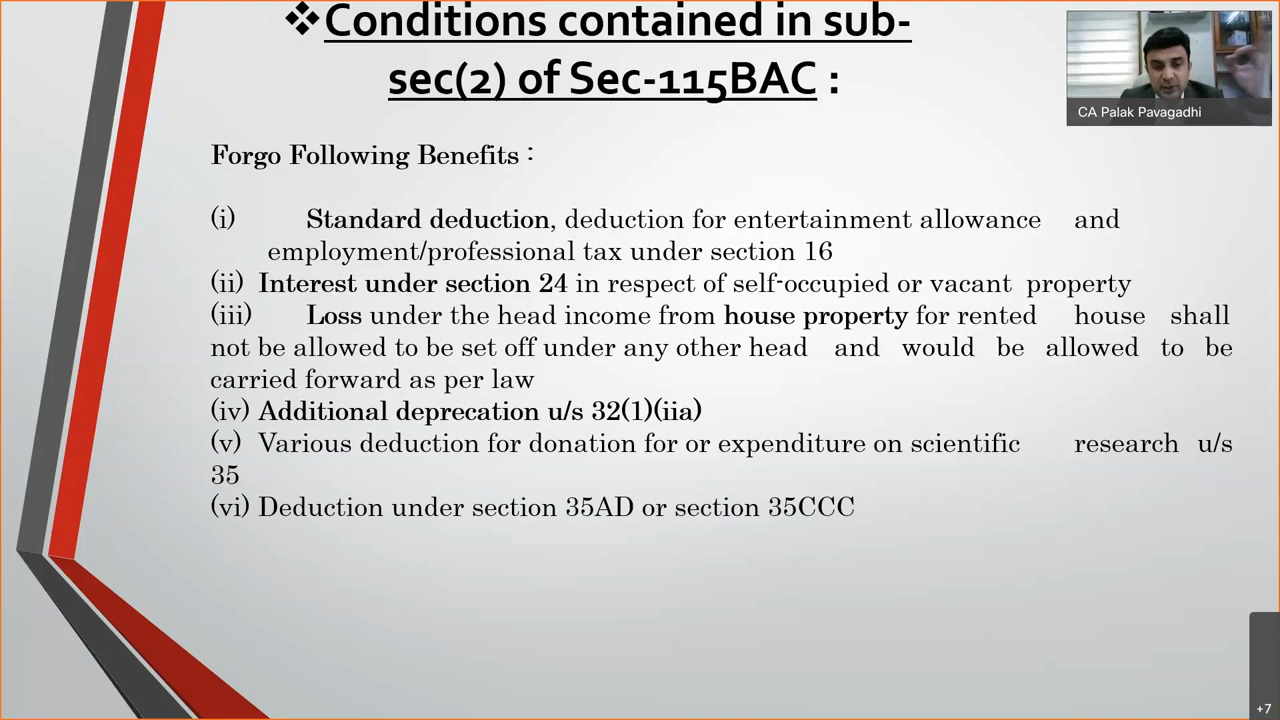 ❖Conditions contained in sub-
sec(2) of Sec-115BAC :
CA Palak Pavagadhi
Forgo Following Benefits :
(i) Standard deduction, deduction for entertainment allowance and
employment/professional tax under section 16
(ii) Interest under section 24 in respect of self-occupied or vacant property
(iii) Loss under the head income from house property for rented house shall
not be allowed to be set off under any other head and would be allowed to be
carried forward as per law
(iv) Additional deprecation u/s 32(1)(iia)
(v) Various deduction for donation for or expenditure on scientific research u/s
35
(vi) Deduction under section 35AD or section 35CCC
+7